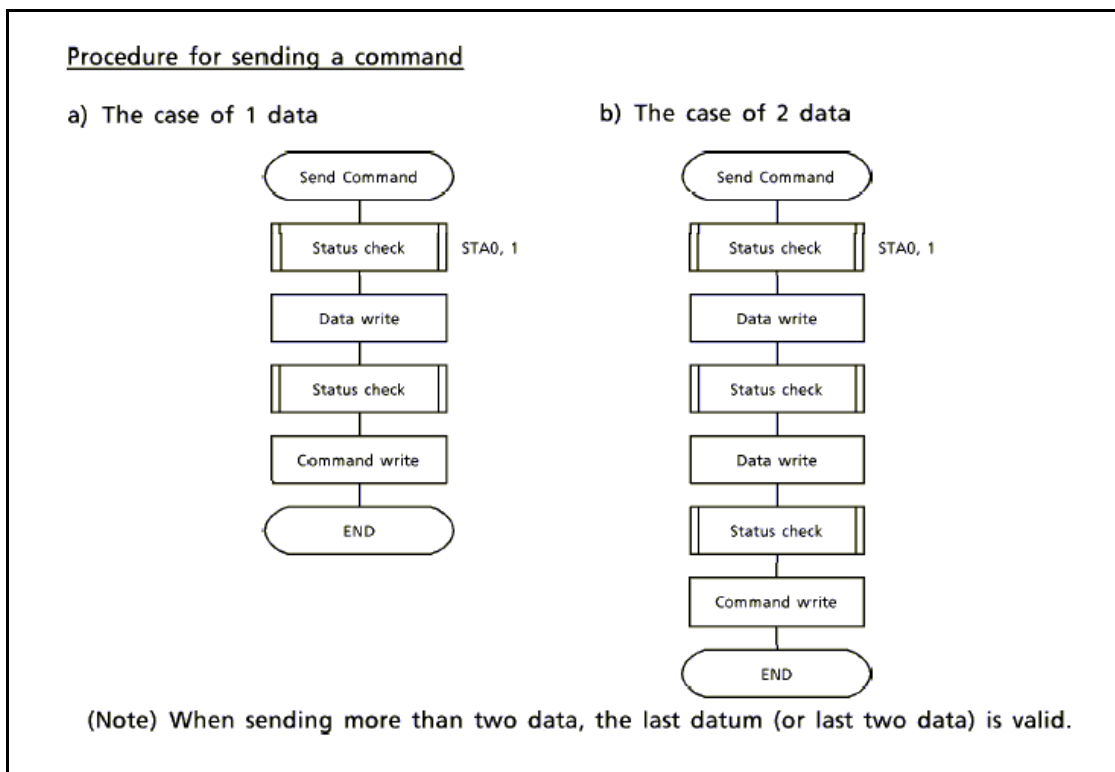 Procedure for sending a command
a) The case of 1 data
Send Command
Status check
STA0, 1
Data write
Status check
Command write
END
b) The case of 2 data
Send Command
Status check
STA0, 1
Data write
Status check
Data write
Status check
Command write
END
(Note) When sending more than two data, the last datum (or last two data) is valid.